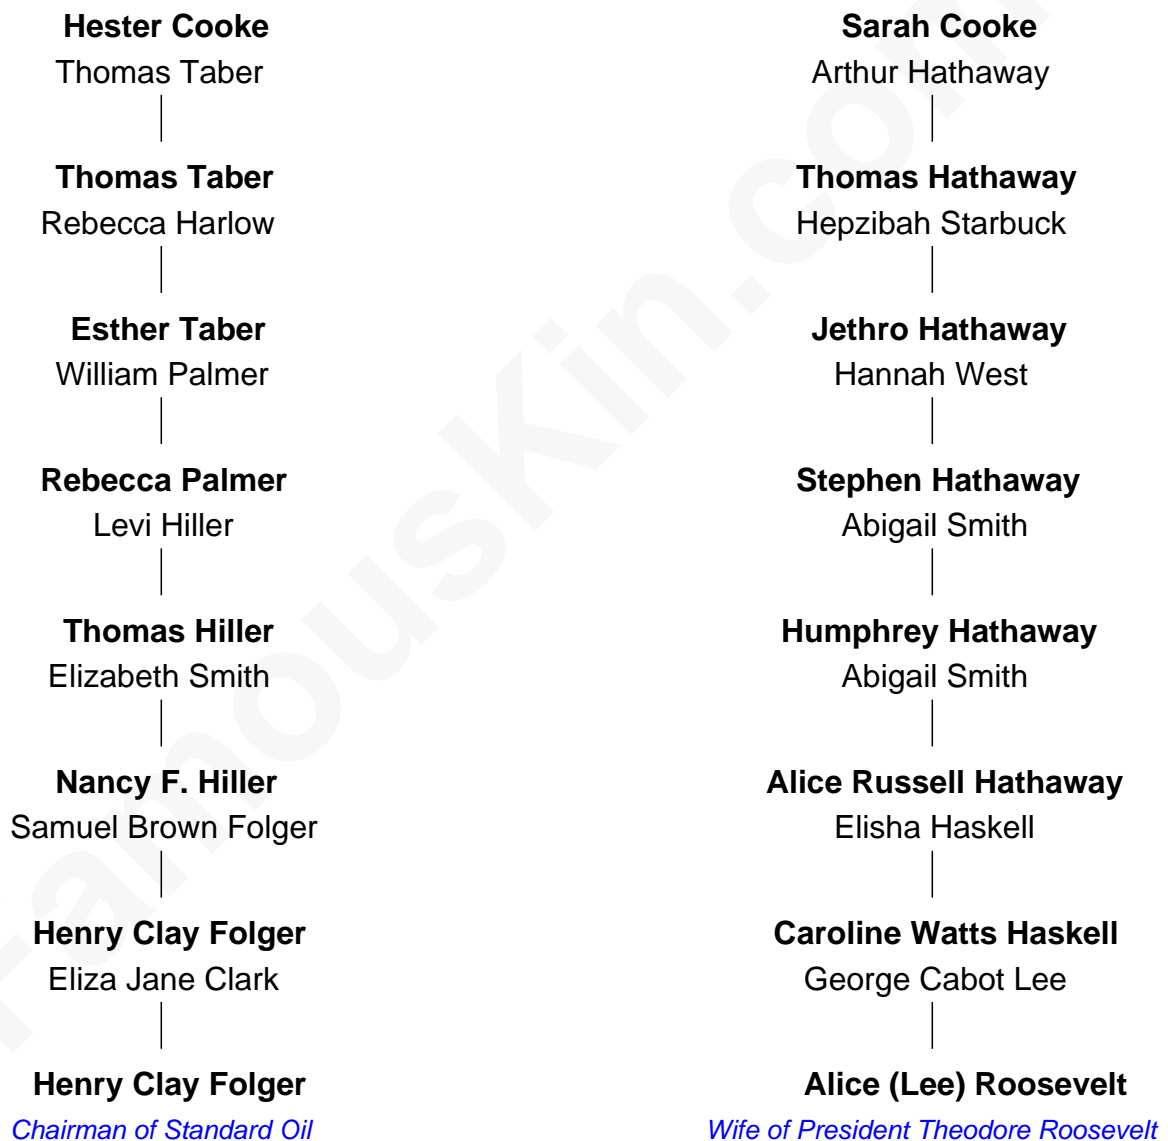 Hester Cooke
Thomas Taber
Thomas Taber
Rebecca Harlow
Esther Taber
William Palmer
Rebecca Palmer
Levi Hiller
Thomas Hiller
Elizabeth Smith
Nancy F. Hiller
Samuel Brown Folger
Henry Clay Folger
Eliza Jane Clark
Henry Clay Folger
Chairman of Standard Oil
Sarah Cooke
Arthur Hathaway
Thomas Hathaway
Hepzibah Starbuck
Jethro Hathaway
Hannah West
Stephen Hathaway
Abigail Smith
Humphrey Hathaway
Abigail Smith
Alice Russell Hathaway
Elisha Haskell
Caroline Watts Haskell
George Cabot Lee
Alice (Lee) Roosevelt
Wife of President Theodore Roosevelt
FamousKin.com